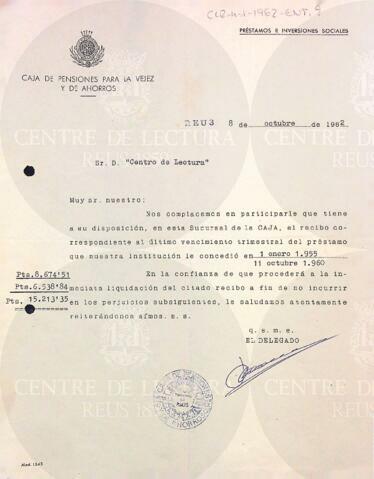 CLR-4-1-1962-ENT. 9
PRÉSTAMOS E INVERSIONES SOCIALES
CAJA DE PENSIONES PARA LA VEJEZ
Y DE AHORROS
REUS 8 de octubre de 1962
Sr. D. "Centro de Lectura"
Muy sr. nuestro:
Nos complacemos en participarle que tiene
a su disposición, en esta Sucursal de la CAJA, el recibo co-
rrespondiente al último vencimiento trimestral del préstamo
que nuestra Institución le concedió en 1 enero 1.955
11 octubre 1.960
Pts.8,674'51 En la confianza de que procederá a la in-
Pts.6.538'84 mediata liquidación del citado recibo a fin de no incurrir
Pts. 15.213'35 en los perjuicios subsiguientes, le saludamos atentamente
reiterándonos afmos. s. s.
q. e. m. e.
EL DELEGADO
CENTRE DE LECTURA
REUS 1859
Mod. 1545